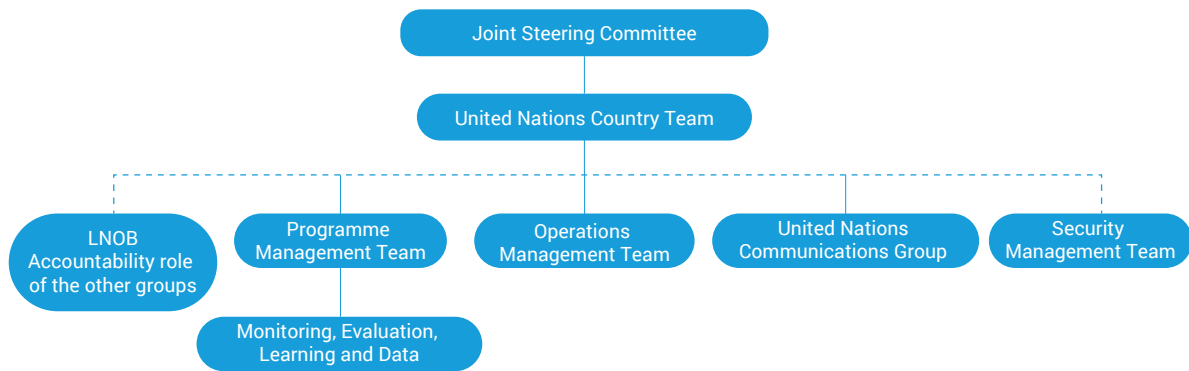 Joint Steering Committee
United Nations Country Team
LNOB
Accountability role
of the other groups
Programme
Management Team
Operations
Management Team
United Nations
Communications Group
Security
Management Team
Monitoring, Evaluation,
Learning and Data